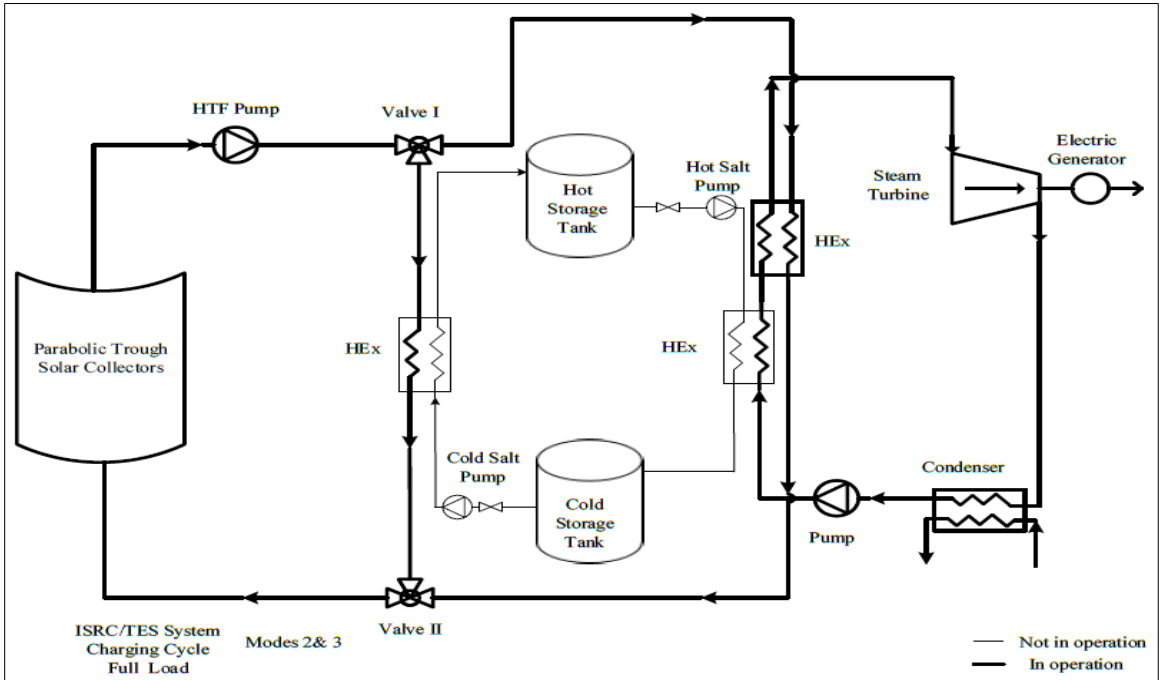 HTF Pump
Valve I
Hot
Storage
Tank
Hot Salt
Pump
Steam
Turbine
Electric
Generator
HEx
Parabolic Trough
Solar Collectors
HEx
HEx
Cold Salt
Pump
Cold
Storage
Tank
Condenser
Pump
Valve II
ISRC/TES System
Charging Cycle
Full Load
Modes 2& 3
Not in operation
In operation